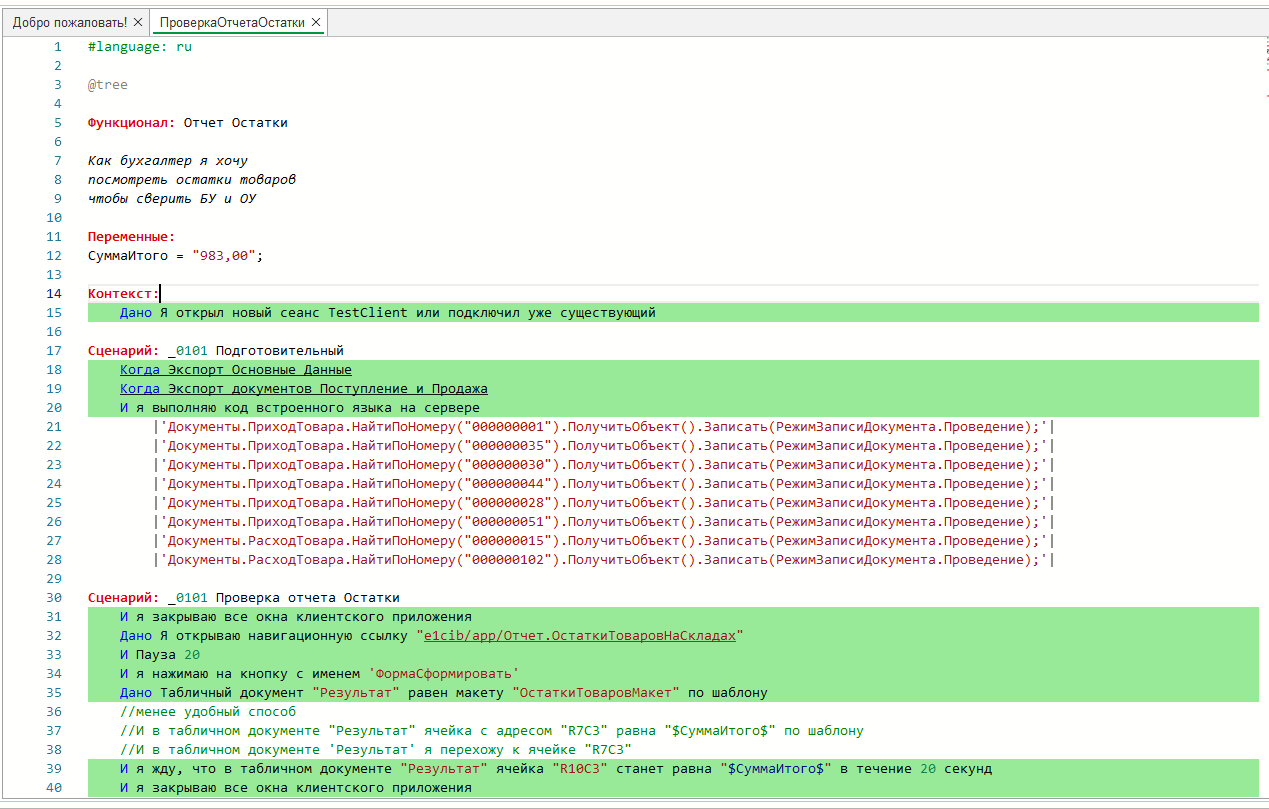 Добро пожаловать! × ПроверкаОтчетаОстатки ×
1 #language: ru
2
3 @tree
4
5 Функционал: Отчет Остатки
6
7 Как бухгалтер я хочу
8 посмотреть остатки товаров
9 чтобы сверить БУ и ОУ
10
11 Переменные:
12 СуммаИтого = "983,00";
13
14 Контекст:
15 Дано Я открыл новый сеанс TestClient или подключил уже существующий
16
17 Сценарий: _0101 Подготовительный
18 Когда Экспорт Основные Данные
19 Когда Экспорт документов Поступление и Продажа
20 И я выполняю код встроенного языка на сервере
21 |'Документы.ПриходТовара.НайтиПоНомеру("000000001").ПолучитьОбъект().Записать(РежимЗаписиДокумента.Проведение);'|
22 |'Документы.ПриходТовара.НайтиПоНомеру("000000035").ПолучитьОбъект().Записать(РежимЗаписиДокумента.Проведение);'|
23 |'Документы.ПриходТовара.НайтиПоНомеру("000000030").ПолучитьОбъект().Записать(РежимЗаписиДокумента.Проведение);'|
24 |'Документы.ПриходТовара.НайтиПоНомеру("000000044").ПолучитьОбъект().Записать(РежимЗаписиДокумента.Проведение);'|
25 |'Документы.ПриходТовара.НайтиПоНомеру("000000028").ПолучитьОбъект().Записать(РежимЗаписиДокумента.Проведение);'|
26 |'Документы.ПриходТовара.НайтиПоНомеру("000000051").ПолучитьОбъект().Записать(РежимЗаписиДокумента.Проведение);'|
27 |'Документы.РасходТовара.НайтиПоНомеру("000000015").ПолучитьОбъект().Записать(РежимЗаписиДокумента.Проведение);'|
28 |'Документы.РасходТовара.НайтиПоНомеру("000000102").ПолучитьОбъект().Записать(РежимЗаписиДокумента.Проведение);'|
29
30 Сценарий: _0101 Проверка отчета Остатки
31 И я закрываю все окна клиентского приложения
32 Дано Я открываю навигационную ссылку "e1cib/app/Отчет.ОстаткиТоваровНаСкладах"
33 И Пауза 20
34 И я нажимаю на кнопку с именем 'ФормаСформировать'
35 Дано Табличный документ "Результат" равен макету "ОстаткиТоваровМакет" по шаблону
36 //менее удобный способ
37 //И в табличном документе "Результат" ячейка с адресом "R7C3" равна "$СуммаИтого$" по шаблону
38 //И в табличном документе 'Результат' я перехожу к ячейке "R7C3"
39 И я жду, что в табличном документе "Результат" ячейка "R10C3" станет равна "$СуммаИтого$" в течение 20 секунд
40 И я закрываю все окна клиентского приложения